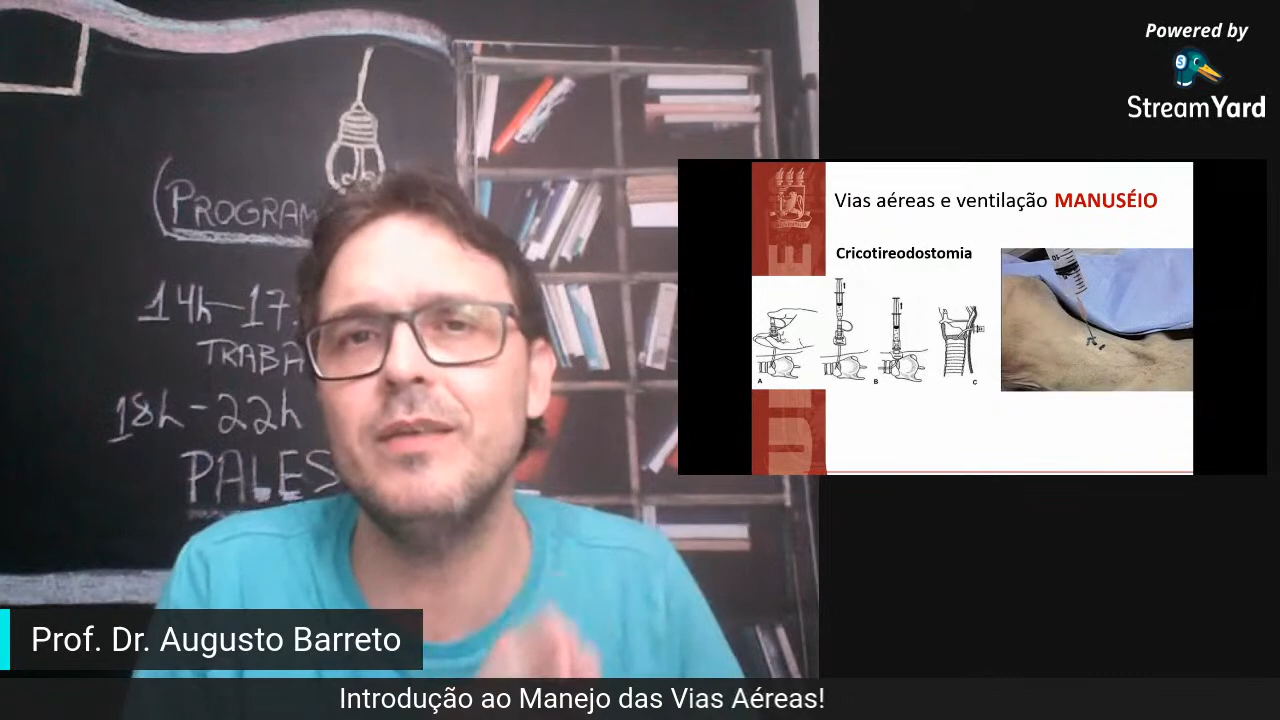 Powered by
StreamYard
(PROGRAM
14h-17
TRABA
18h-22h
PALES
Vias aéreas e ventilação MANUSÉIO
Cricotireodostomia
A
B
C
10
Prof. Dr. Augusto Barreto
Introdução ao Manejo das Vias Aéreas!